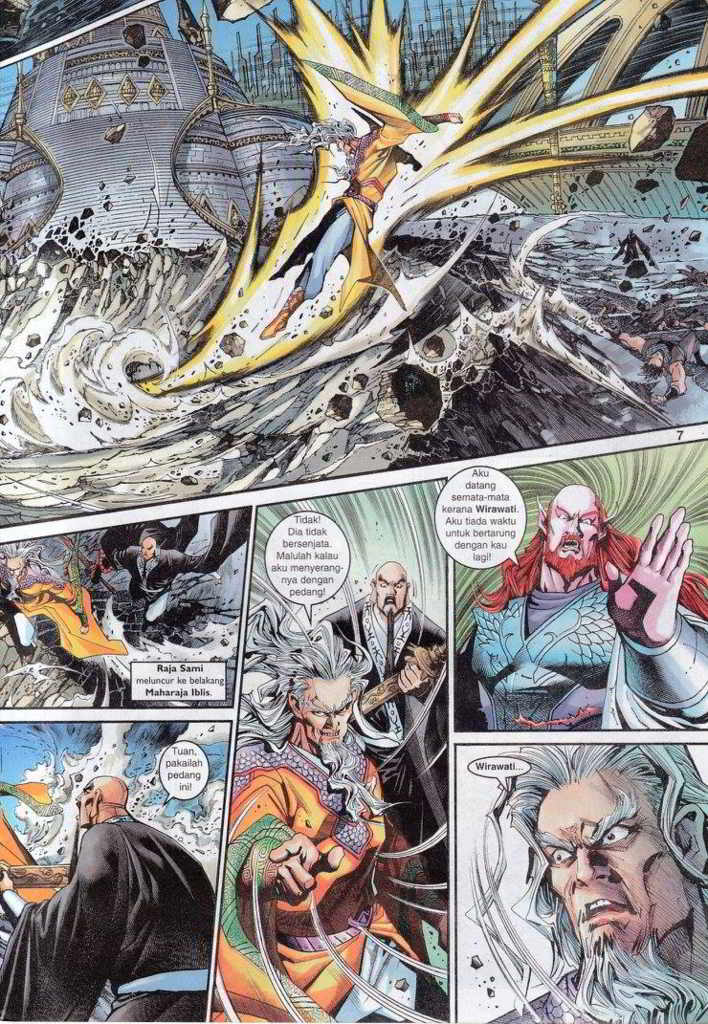 7
Raja Sami
meluncur ke belakang
Maharaja Iblis.
Tuan,
pakailah
pedang
ini!
Tidak!
Dia tidak
bersenjata.
Malulah kalau
aku menyerang-
nya dengan
pedang!
Aku
datang
semata-mata
kerana Wirawati.
Aku tiada waktu
untuk bertarung
dengan kau
lagi!
Wirawati...